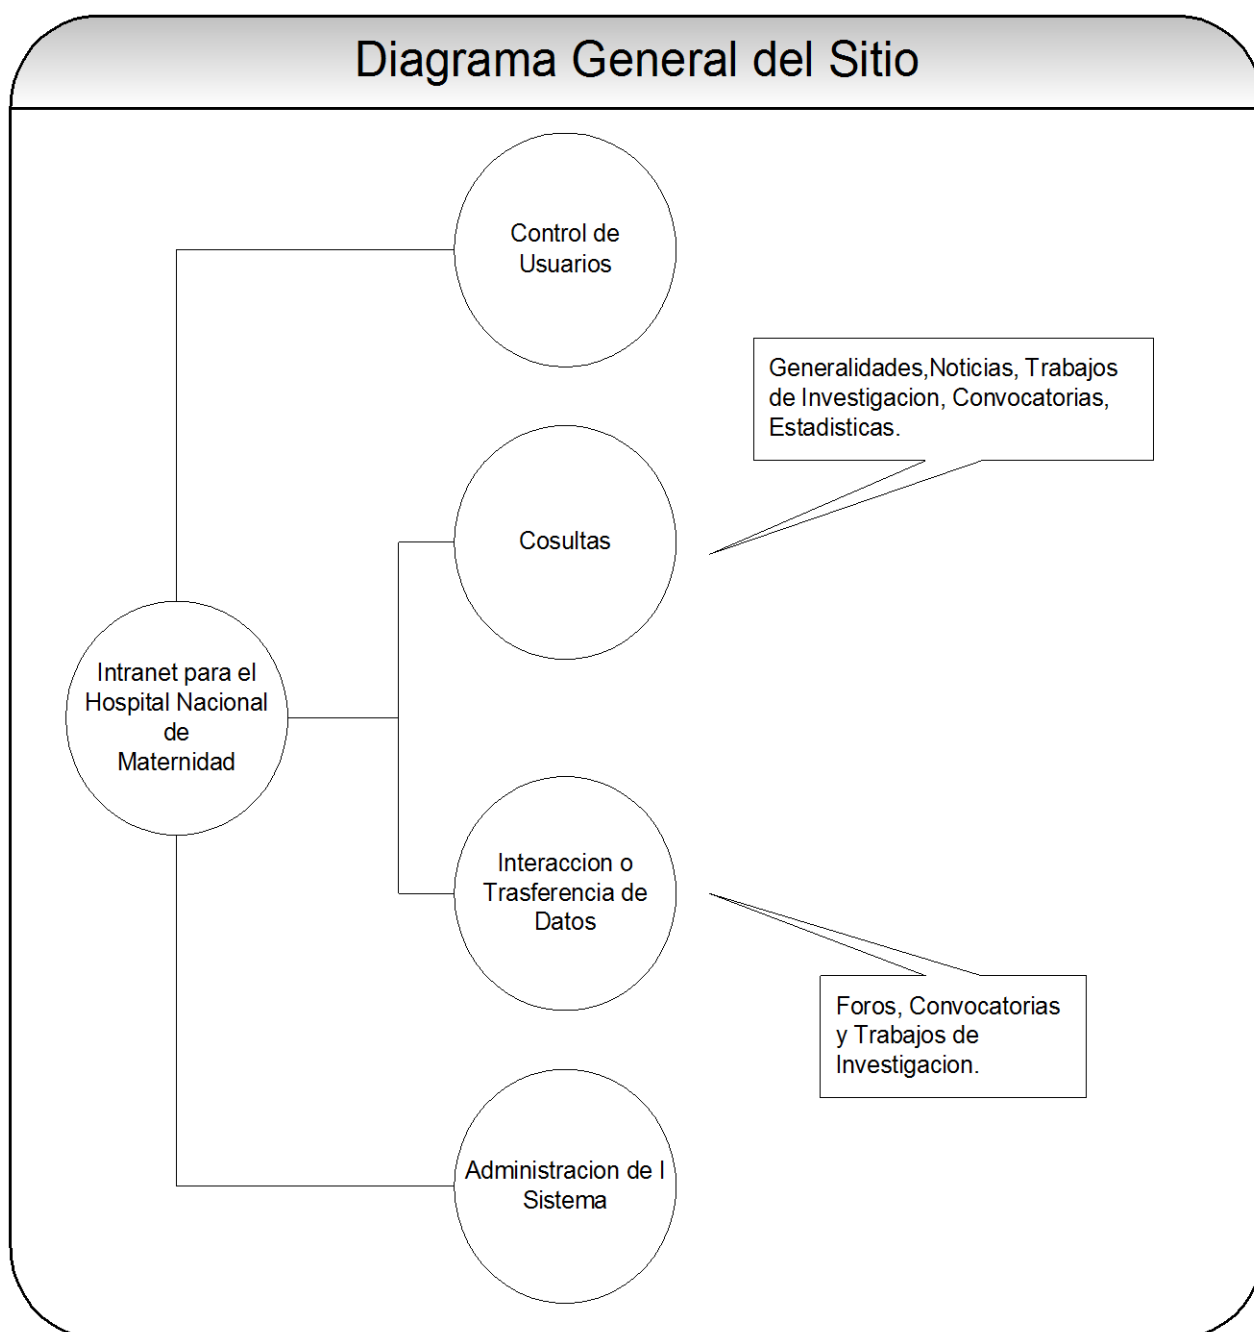 Diagrama General del Sitio
Control de
Usuarios
Generalidades,Noticias, Trabajos
de Investigacion, Convocatorias,
Estadisticas.
Cosultas
Intranet para el
Hospital Nacional
de
Maternidad
Interaccion o
Trasferencia de
Datos
Foros, Convocatorias
y Trabajos de
Investigacion.
Administracion de l
Sistema